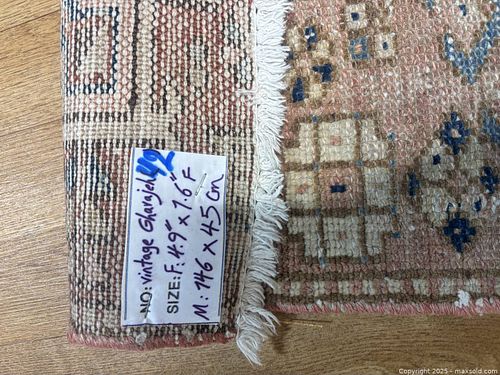 NO: vintage Gharajeh
42
SIZE: F: 4.9" x 1.6" F
M: 146 x 45 cm
Copyright 2025 - maxsold.com